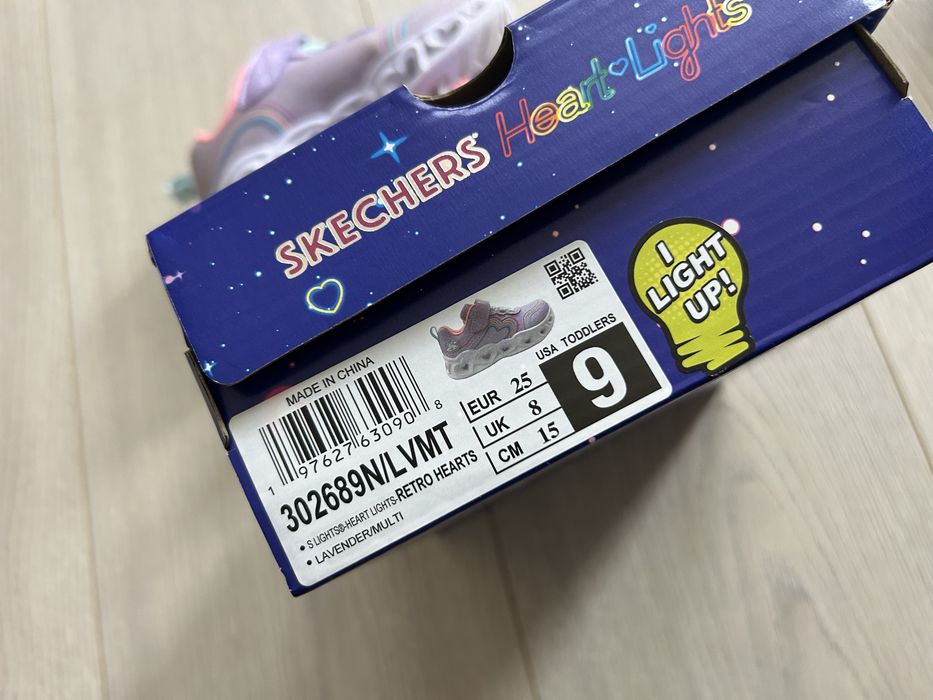 SKECHERS Heart Lights
I
LIGHT
UP!
MADE IN CHINA
USA TODDLERS
EUR 25
UK 8
CM 15
9
1 97627 63090 8
302689N/LVMT
• S LIGHTS®-HEART LIGHTS-RETRO HEARTS
• LAVENDER/MULTI